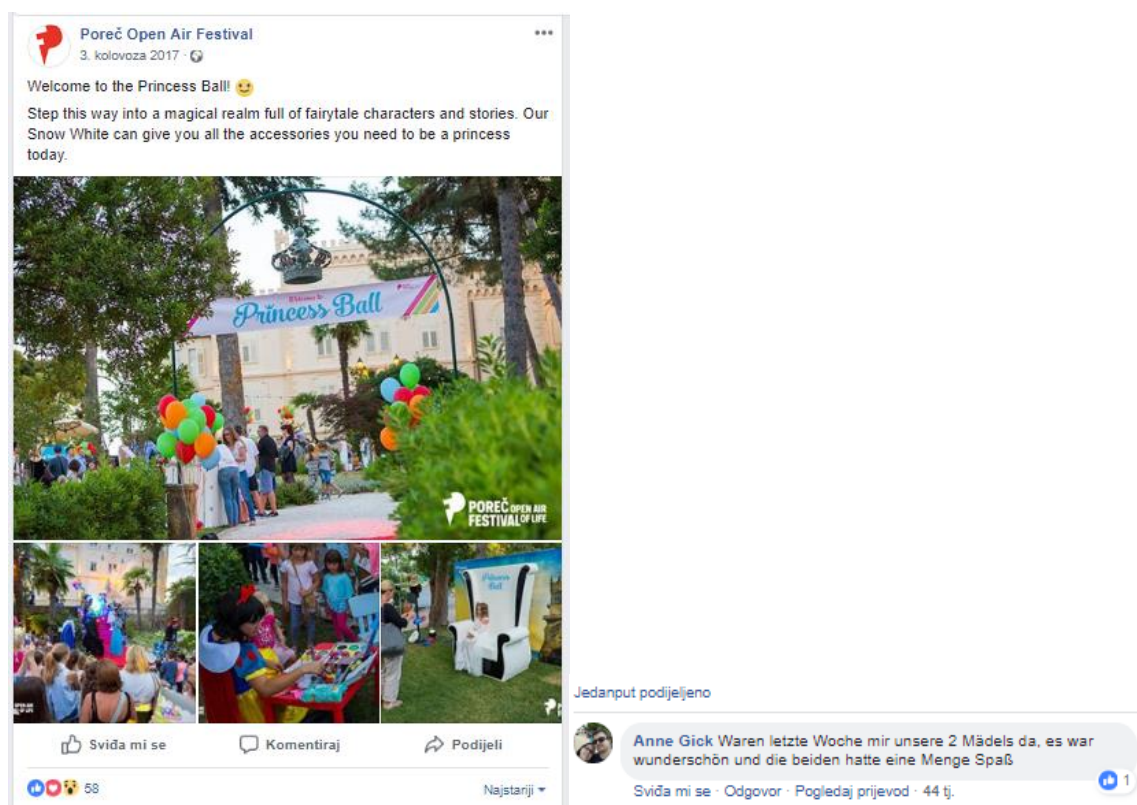 Poreč Open Air Festival
3. kolovoza 2017 ·
Welcome to the Princess Ball!
Step this way into a magical realm full of fairytale characters and stories. Our
Snow White can give you all the accessories you need to be a princess
today.
Welcome to
Princess Ball
POREČ OPEN AIR
FESTIVAL OF LIFE
Princess
Ball
Sviđa mi se
Komentiraj
Podijeli
58
Najstariji
Jedanput podijeljeno
Anne Gick Waren letzte Woche mir unsere 2 Mädels da, es war
wunderschön und die beiden hatte eine Menge Spaß
1
Sviđa mi se · Odgovor · Pogledaj prijevod · 44 tj.